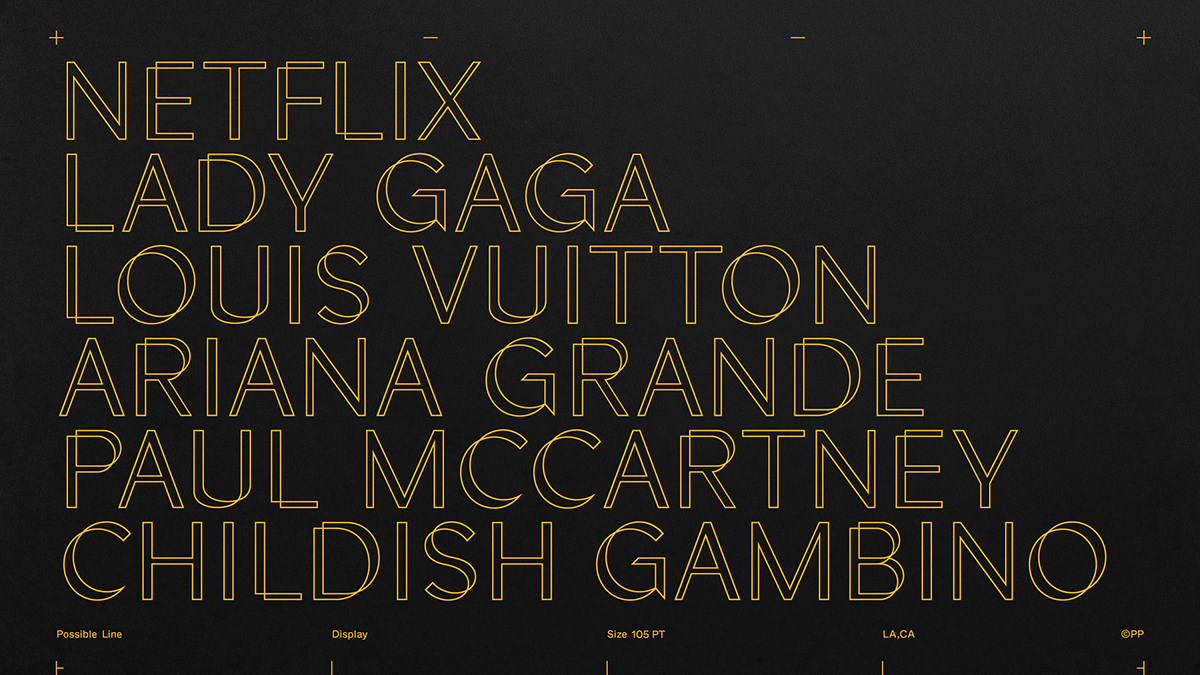 NETFLIX
LADY GAGA
LOUIS VUITTON
ARIANA GRANDE
PAUL MCCARTNEY
CHILDISH GAMBINO
Possible Line Display Size 105 PT LA,CA ©PP